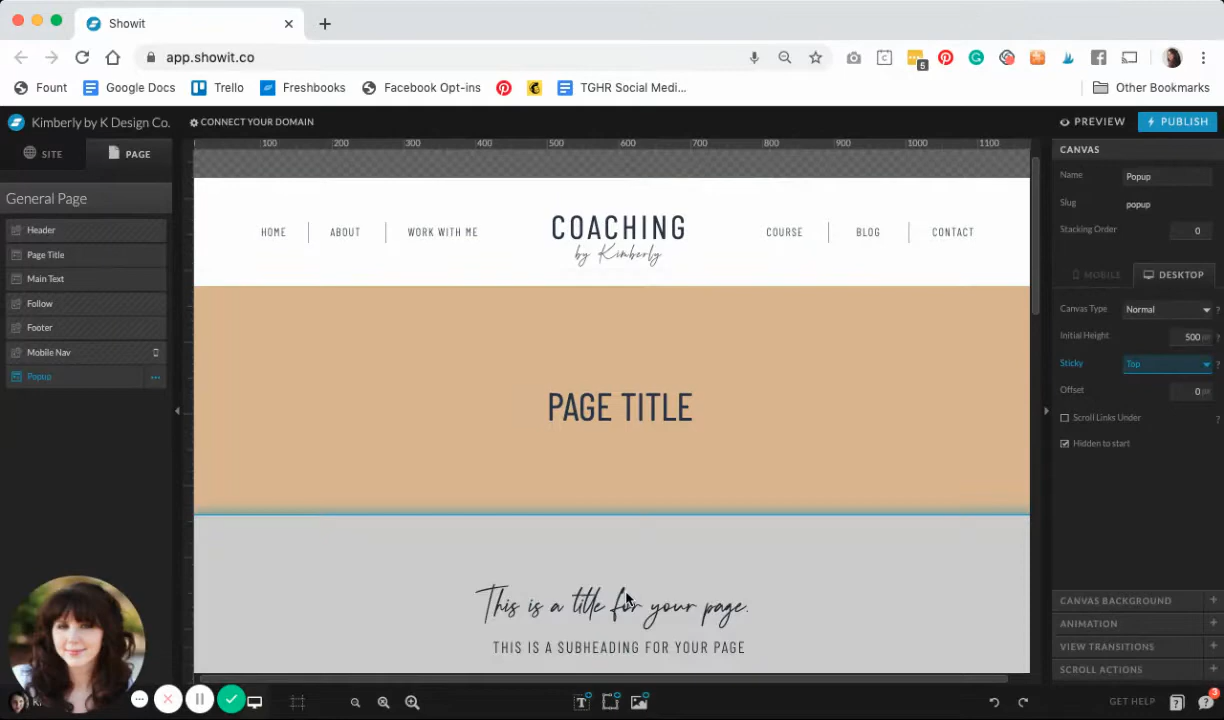 Showit
app.showit.co
5
Fount
Google Docs
Trello
Freshbooks
Facebook Opt-ins
TGHR Social Medi...
Other Bookmarks
Kimberly by K Design Co.
CONNECT YOUR DOMAIN
PREVIEW
PUBLISH
SITE
PAGE
General Page
Header
Page Title
Main Text
Follow
Footer
Mobile Nav
Popup
100 200 300 400 500 600 700 800 900 1000 1100
HOME
ABOUT
WORK WITH ME
COACHING
by Kimberly
COURSE
BLOG
CONTACT
PAGE TITLE
This is a title for your page.
THIS IS A SUBHEADING FOR YOUR PAGE
CANVAS
Name Popup
Slug popup
Stacking Order 0
MOBILE
DESKTOP
Canvas Type Normal ?
Initial Height 500 px ?
Sticky Top ?
Offset 0 px
Scroll Links Under ?
Hidden to start
CANVAS BACKGROUND +
ANIMATION +
VIEW TRANSITIONS +
SCROLL ACTIONS +
T
GET HELP
3